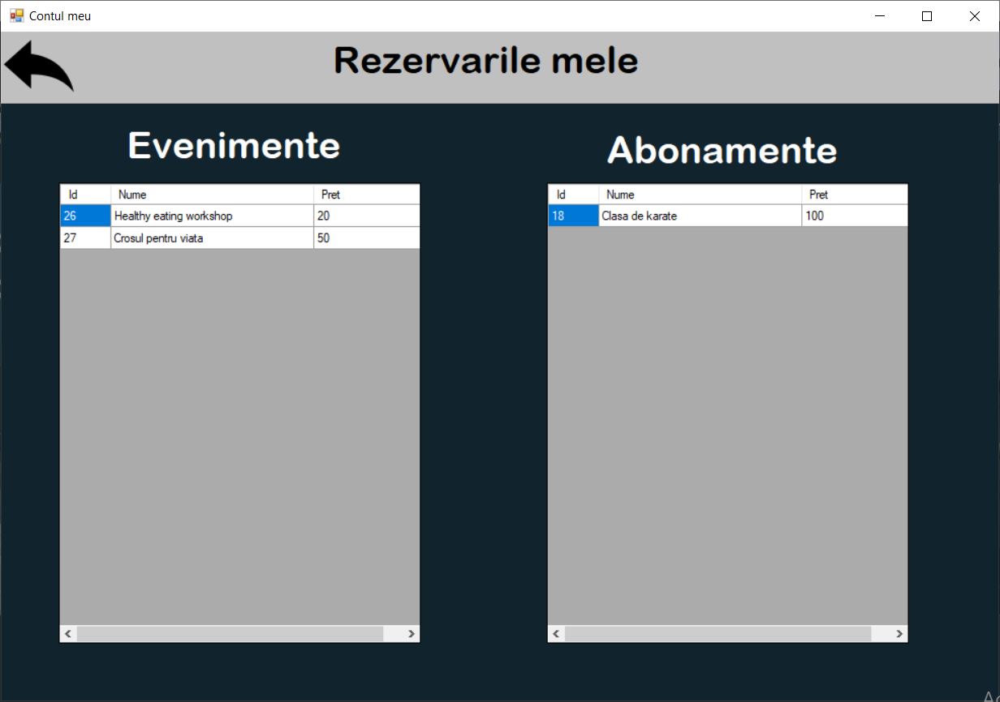 Contul meu
Rezervarile mele
Evenimente
Id Nume Pret
26 Healthy eating workshop 20
27 Crosul pentru viata 50
Abonamente
Id Nume Pret
18 Clasa de karate 100